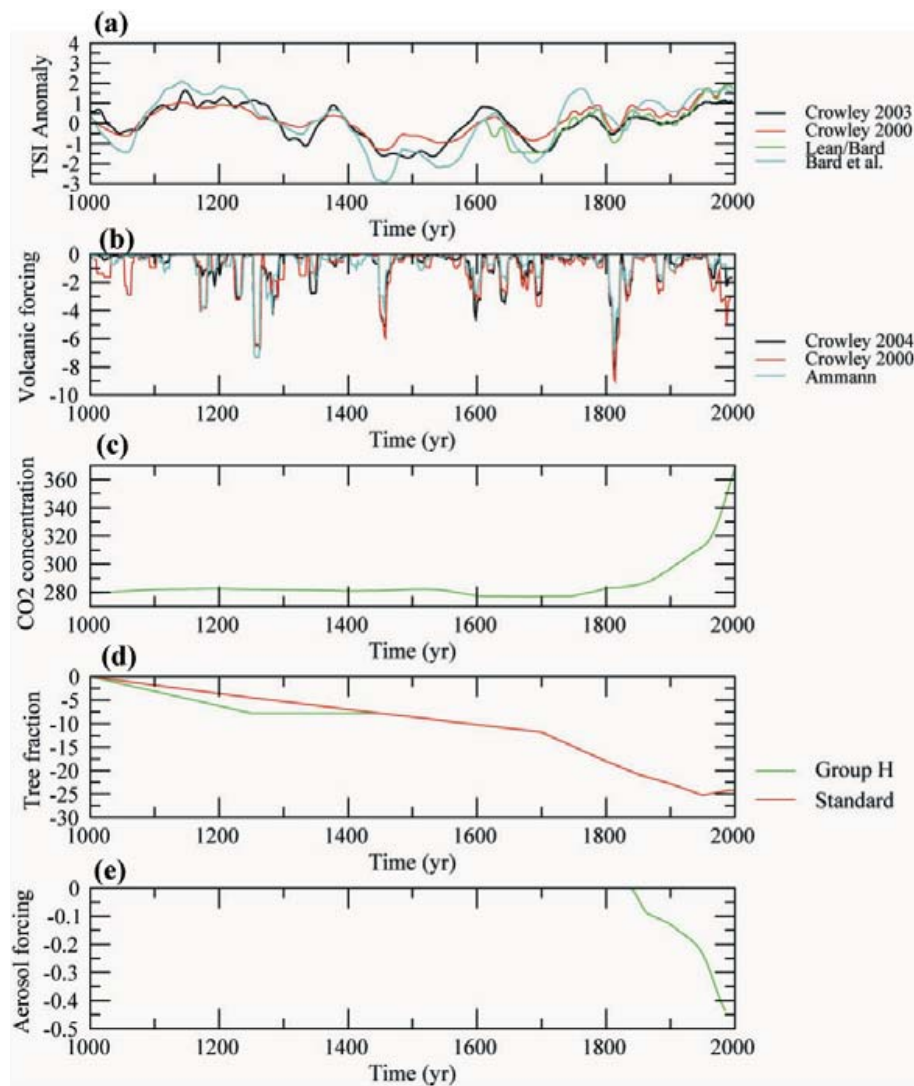 (a)
TSI Anomaly
4
3
2
1
0
-1
-2
-3
1000 1200 1400 1600 1800 2000
Time (yr)
Crowley 2003
Crowley 2000
Lean/Bard
Bard et al.
(b)
Volcanic forcing
0
-2
-4
-6
-8
-10
1000 1200 1400 1600 1800 2000
Time (yr)
Crowley 2004
Crowley 2000
Ammann
(c)
CO2 concentration
360
340
320
300
280
1000 1200 1400 1600 1800 2000
Time (yr)
(d)
Tree fraction
0
-5
-10
-15
-20
-25
-30
1000 1200 1400 1600 1800 2000
Time (yr)
Group H
Standard
(e)
Aerosol forcing
0
-0.1
-0.2
-0.3
-0.4
-0.5
1000 1200 1400 1600 1800 2000
Time (yr)